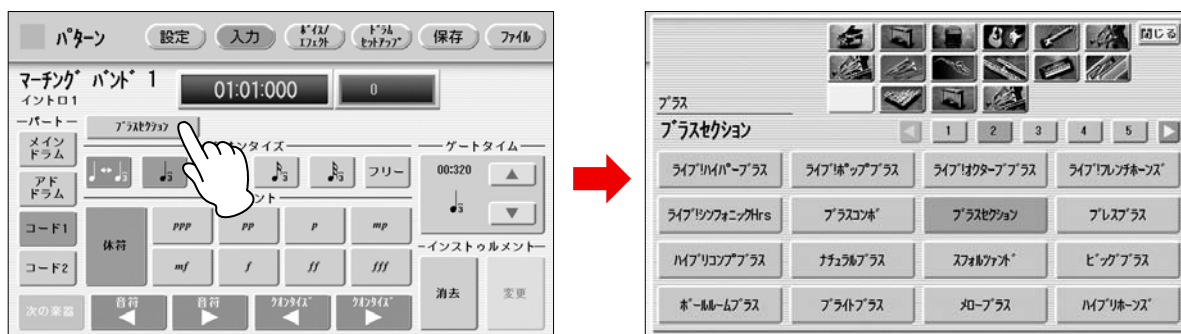 パターン 設定 入力 ボイス/エフェクト ドラムセットアップ 保存 ファイル
マーチング バンド 1 01:01:000 0
イントロ1
パート
ブラスセクション
メインドラム
アドドラム
コード1
コード2
次の楽器
ンタイズ
フリー
ント
休符 ppp pp p mp
mf f ff fff
音符 音符 クオンタイズ クオンタイズ
ゲートタイム
00:320
インストゥルメント
消去 変更
閉じる
ブラス
ブラスセクション 1 2 3 4 5
ライブ!ハイパーブラス ライブ!ポップブラス ライブ!オクターブブラス ライブ!フレンチホーンズ
ライブ!シンフォニックHrs ブラスコンボ ブラスセクション ブレスブラス
ハイブリコンプブラス ナチュラルブラス スフォルツァンド ビッグブラス
ボールルームブラス ブライトブラス メローブラス ハイブリホーンズ